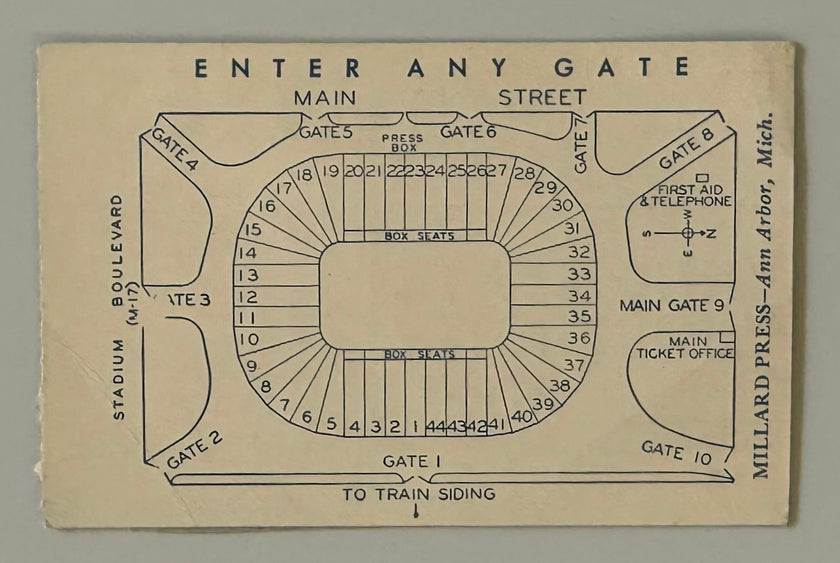 ENTER ANY GATE
MAIN STREET
GATE 4
GATE 5
PRESS
BOX
GATE 6
GATE 7
GATE 8
FIRST AID
& TELEPHONE
W
S N
E
STADIUM BOULEVARD
(M-17)
ATE 3
MAIN GATE 9
MAIN
TICKET OFFICE
18 19 20 21 22 23 24 25 26 27 28
17 29
16 30
15 31
14 32
13 33
12 34
11 35
10 36
9 37
8 38
7 39
6 5 4 3 2 1 44 43 42 41 40
BOX SEATS
BOX SEATS
GATE 2
GATE 1
GATE 10
TO TRAIN SIDING
MILLARD PRESS—Ann Arbor, Mich.